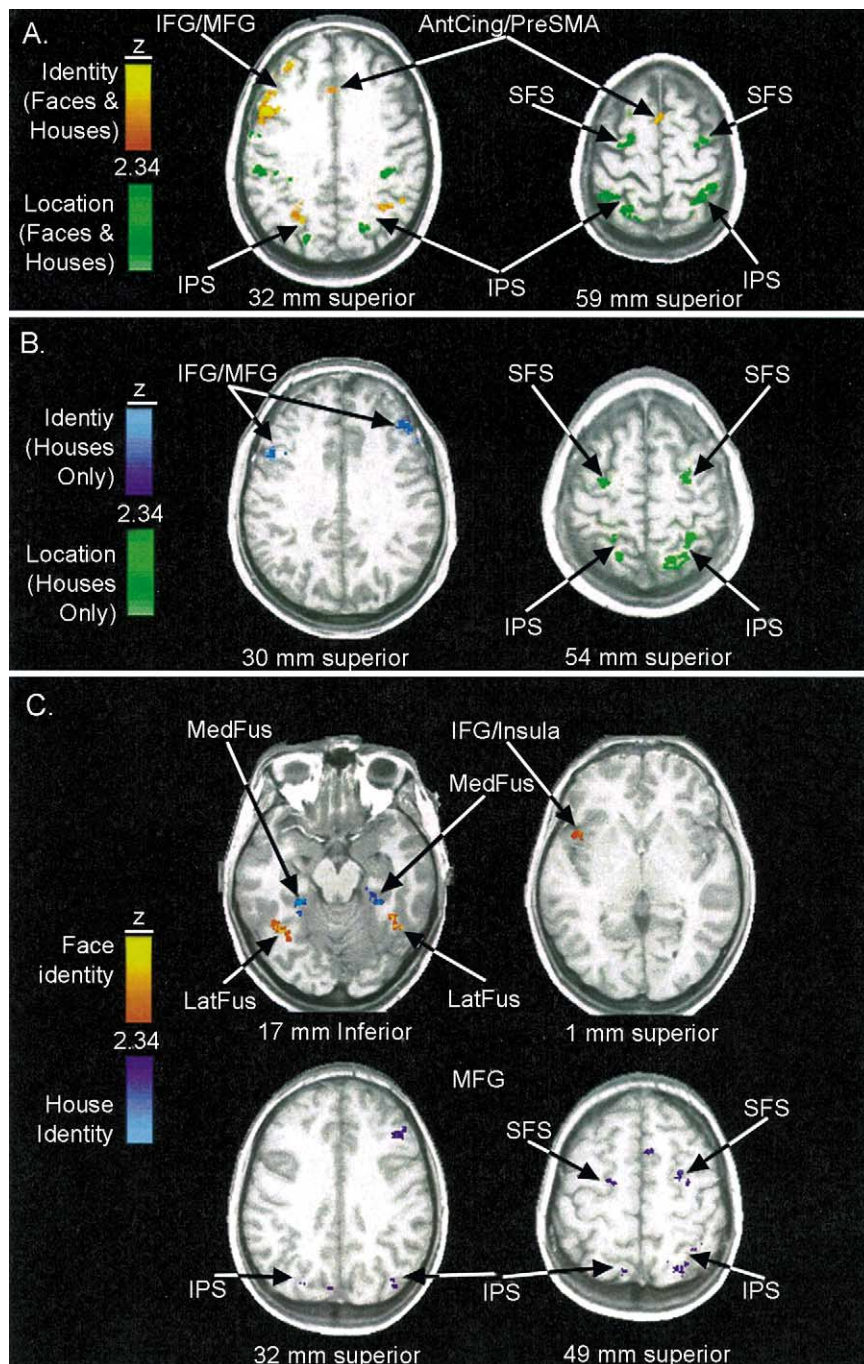 A.
IFG/MFG
AntCing/PreSMA
z
Identity
(Faces &
Houses)
2.34
Location
(Faces &
Houses)
SFS
SFS
IPS
IPS
IPS
32 mm superior
59 mm superior
B.
IFG/MFG
SFS
SFS
z
Identiy
(Houses
Only)
2.34
Location
(Houses
Only)
IPS
IPS
30 mm superior
54 mm superior
C.
MedFus
IFG/Insula
MedFus
z
Face
identity
2.34
House
Identity
LatFus
LatFus
17 mm Inferior
1 mm superior
MFG
SFS
SFS
IPS
IPS
IPS
32 mm superior
49 mm superior